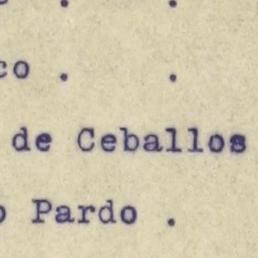 . .
co . .
de Ceballos
o Pardo .